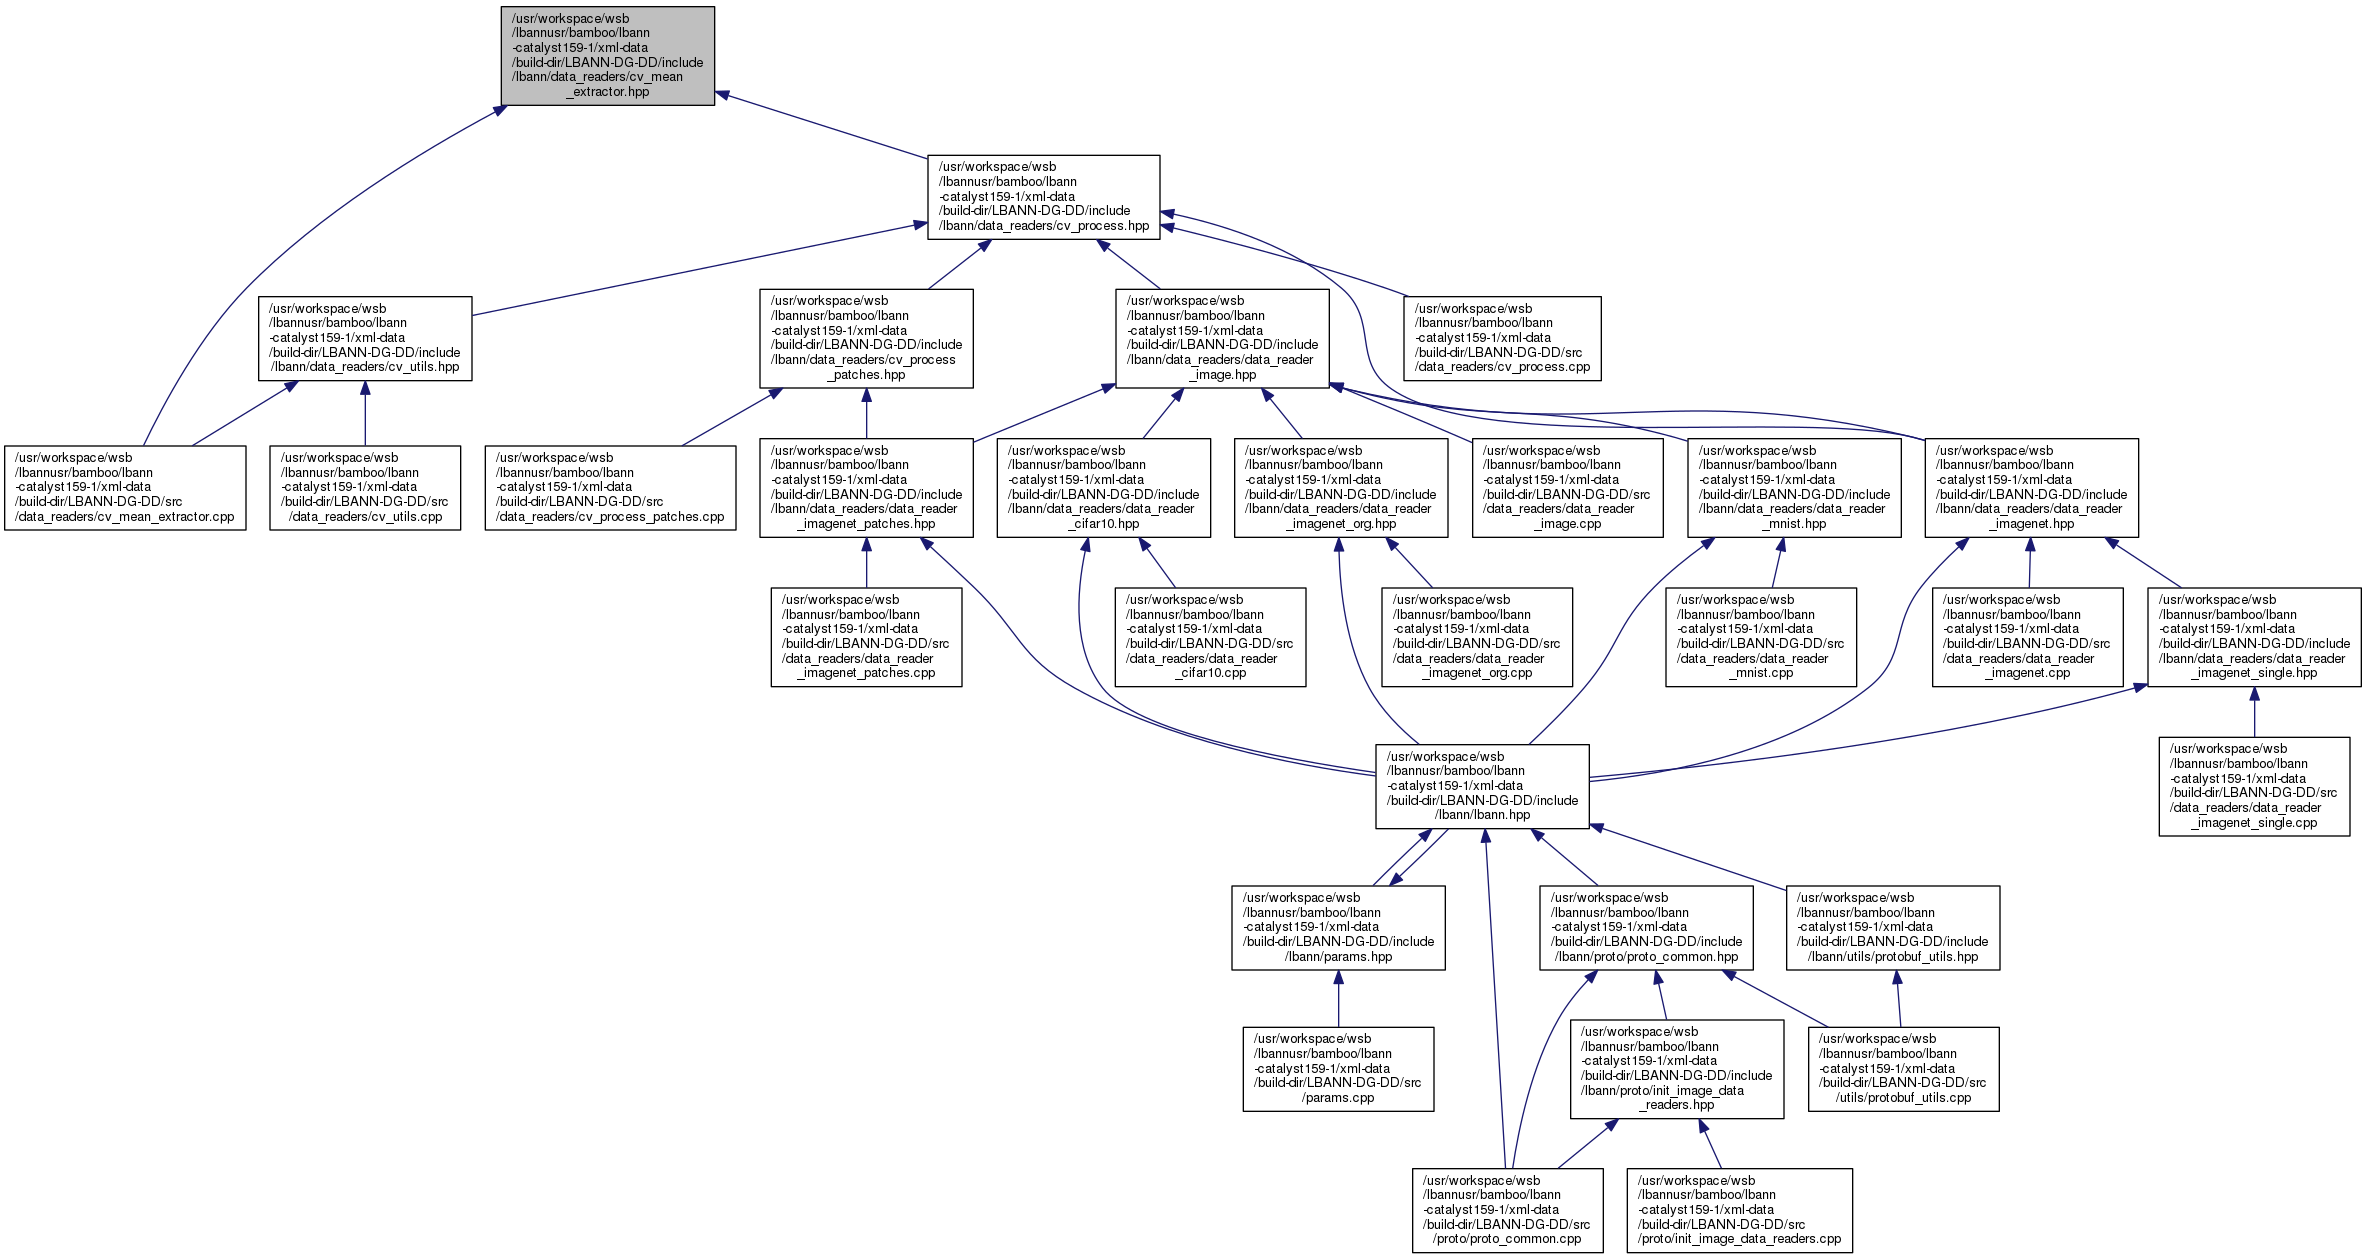 /usr/workspace/wsb
/lbannusr/bamboo/lbann
-catalyst159-1/xml-data
/build-dir/LBANN-DG-DD/include
/lbann/data_readers/cv_mean
_extractor.hpp
/usr/workspace/wsb
/lbannusr/bamboo/lbann
-catalyst159-1/xml-data
/build-dir/LBANN-DG-DD/include
/lbann/data_readers/cv_process.hpp
/usr/workspace/wsb
/lbannusr/bamboo/lbann
-catalyst159-1/xml-data
/build-dir/LBANN-DG-DD/include
/lbann/data_readers/cv_utils.hpp
/usr/workspace/wsb
/lbannusr/bamboo/lbann
-catalyst159-1/xml-data
/build-dir/LBANN-DG-DD/include
/lbann/data_readers/cv_process
_patches.hpp
/usr/workspace/wsb
/lbannusr/bamboo/lbann
-catalyst159-1/xml-data
/build-dir/LBANN-DG-DD/include
/lbann/data_readers/data_reader
_image.hpp
/usr/workspace/wsb
/lbannusr/bamboo/lbann
-catalyst159-1/xml-data
/build-dir/LBANN-DG-DD/src
/data_readers/cv_process.cpp
/usr/workspace/wsb
/lbannusr/bamboo/lbann
-catalyst159-1/xml-data
/build-dir/LBANN-DG-DD/src
/data_readers/cv_mean_extractor.cpp
/usr/workspace/wsb
/lbannusr/bamboo/lbann
-catalyst159-1/xml-data
/build-dir/LBANN-DG-DD/src
/data_readers/cv_utils.cpp
/usr/workspace/wsb
/lbannusr/bamboo/lbann
-catalyst159-1/xml-data
/build-dir/LBANN-DG-DD/src
/data_readers/cv_process_patches.cpp
/usr/workspace/wsb
/lbannusr/bamboo/lbann
-catalyst159-1/xml-data
/build-dir/LBANN-DG-DD/include
/lbann/data_readers/data_reader
_imagenet_patches.hpp
/usr/workspace/wsb
/lbannusr/bamboo/lbann
-catalyst159-1/xml-data
/build-dir/LBANN-DG-DD/include
/lbann/data_readers/data_reader
_cifar10.hpp
/usr/workspace/wsb
/lbannusr/bamboo/lbann
-catalyst159-1/xml-data
/build-dir/LBANN-DG-DD/include
/lbann/data_readers/data_reader
_imagenet_org.hpp
/usr/workspace/wsb
/lbannusr/bamboo/lbann
-catalyst159-1/xml-data
/build-dir/LBANN-DG-DD/src
/data_readers/data_reader
_image.cpp
/usr/workspace/wsb
/lbannusr/bamboo/lbann
-catalyst159-1/xml-data
/build-dir/LBANN-DG-DD/include
/lbann/data_readers/data_reader
_mnist.hpp
/usr/workspace/wsb
/lbannusr/bamboo/lbann
-catalyst159-1/xml-data
/build-dir/LBANN-DG-DD/include
/lbann/data_readers/data_reader
_imagenet.hpp
/usr/workspace/wsb
/lbannusr/bamboo/lbann
-catalyst159-1/xml-data
/build-dir/LBANN-DG-DD/src
/data_readers/data_reader
_imagenet_patches.cpp
/usr/workspace/wsb
/lbannusr/bamboo/lbann
-catalyst159-1/xml-data
/build-dir/LBANN-DG-DD/src
/data_readers/data_reader
_cifar10.cpp
/usr/workspace/wsb
/lbannusr/bamboo/lbann
-catalyst159-1/xml-data
/build-dir/LBANN-DG-DD/src
/data_readers/data_reader
_imagenet_org.cpp
/usr/workspace/wsb
/lbannusr/bamboo/lbann
-catalyst159-1/xml-data
/build-dir/LBANN-DG-DD/src
/data_readers/data_reader
_mnist.cpp
/usr/workspace/wsb
/lbannusr/bamboo/lbann
-catalyst159-1/xml-data
/build-dir/LBANN-DG-DD/src
/data_readers/data_reader
_imagenet.cpp
/usr/workspace/wsb
/lbannusr/bamboo/lbann
-catalyst159-1/xml-data
/build-dir/LBANN-DG-DD/include
/lbann/data_readers/data_reader
_imagenet_single.hpp
/usr/workspace/wsb
/lbannusr/bamboo/lbann
-catalyst159-1/xml-data
/build-dir/LBANN-DG-DD/include
/lbann/lbann.hpp
/usr/workspace/wsb
/lbannusr/bamboo/lbann
-catalyst159-1/xml-data
/build-dir/LBANN-DG-DD/src
/data_readers/data_reader
_imagenet_single.cpp
/usr/workspace/wsb
/lbannusr/bamboo/lbann
-catalyst159-1/xml-data
/build-dir/LBANN-DG-DD/include
/lbann/params.hpp
/usr/workspace/wsb
/lbannusr/bamboo/lbann
-catalyst159-1/xml-data
/build-dir/LBANN-DG-DD/include
/lbann/proto/proto_common.hpp
/usr/workspace/wsb
/lbannusr/bamboo/lbann
-catalyst159-1/xml-data
/build-dir/LBANN-DG-DD/include
/lbann/utils/protobuf_utils.hpp
/usr/workspace/wsb
/lbannusr/bamboo/lbann
-catalyst159-1/xml-data
/build-dir/LBANN-DG-DD/src
/params.cpp
/usr/workspace/wsb
/lbannusr/bamboo/lbann
-catalyst159-1/xml-data
/build-dir/LBANN-DG-DD/include
/lbann/proto/init_image_data
_readers.hpp
/usr/workspace/wsb
/lbannusr/bamboo/lbann
-catalyst159-1/xml-data
/build-dir/LBANN-DG-DD/src
/utils/protobuf_utils.cpp
/usr/workspace/wsb
/lbannusr/bamboo/lbann
-catalyst159-1/xml-data
/build-dir/LBANN-DG-DD/src
/proto/proto_common.cpp
/usr/workspace/wsb
/lbannusr/bamboo/lbann
-catalyst159-1/xml-data
/build-dir/LBANN-DG-DD/src
/proto/init_image_data_readers.cpp